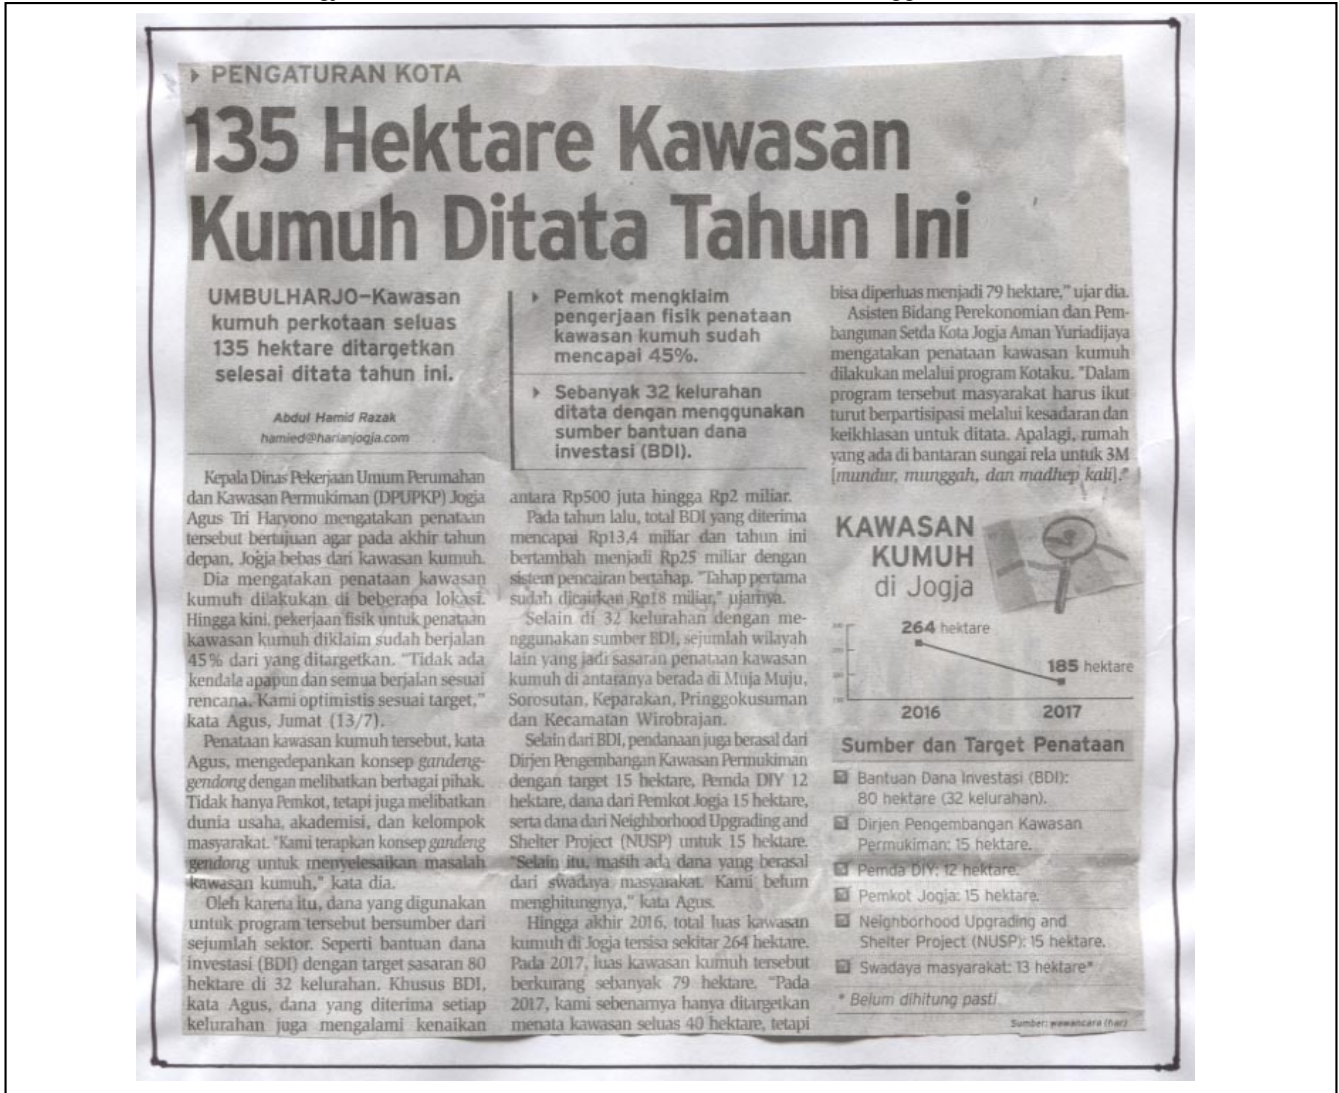 PENGATURAN KOTA
135 Hektare Kawasan
Kumuh Ditata Tahun Ini
UMBULHARJO–Kawasan
kumuh perkotaan seluas
135 hektare ditargetkan
selesai ditata tahun ini.
Abdul Hamid Razak
hamied@harianjogja.com
Kepala Dinas Pekerjaan Umum Perumahan
dan Kawasan Permukiman (DPUPKP) Jogja
Agus Tri Haryono mengatakan penataan
tersebut bertujuan agar pada akhir tahun
depan, Jogja bebas dari kawasan kumuh.
Dia mengatakan penataan kawasan
kumuh dilakukan di beberapa lokasi.
Hingga kini, pekerjaan fisik untuk penataan
kawasan kumuh diklaim sudah berjalan
45% dari yang ditargetkan. "Tidak ada
kendala apapun dan semua berjalan sesuai
rencana. Kami optimistis sesuai target,"
kata Agus, Jumat (13/7).
Penataan kawasan kumuh tersebut, kata
Agus, mengedepankan konsep gandeng-
gendong dengan melibatkan berbagai pihak.
Tidak hanya Pemkot, tetapi juga melibatkan
dunia usaha, akademisi, dan kelompok
masyarakat. "Kami terapkan konsep gandeng
gendong untuk menyelesaikan masalah
kawasan kumuh," kata dia.
Oleh karena itu, dana yang digunakan
untuk program tersebut bersumber dari
sejumlah sektor. Seperti bantuan dana
investasi (BDI) dengan target sasaran 80
hektare di 32 kelurahan. Khusus BDI,
kata Agus, dana yang diterima setiap
kelurahan juga mengalami kenaikan
Pemkot mengklaim
pengerjaan fisik penataan
kawasan kumuh sudah
mencapai 45%.
Sebanyak 32 kelurahan
ditata dengan menggunakan
sumber bantuan dana
investasi (BDI).
antara Rp500 juta hingga Rp2 miliar.
Pada tahun lalu, total BDI yang diterima
mencapai Rp13,4 miliar dan tahun ini
bertambah menjadi Rp25 miliar dengan
sistem pencairan bertahap. "Tahap pertama
sudah dicairkan Rp18 miliar," ujarnya.
Selain di 32 kelurahan dengan me-
nggunakan sumber BDI, sejumlah wilayah
lain yang jadi sasaran penataan kawasan
kumuh di antaranya berada di Muja Muju,
Sorosutan, Keparakan, Pringgokusuman
dan Kecamatan Wirobrajan.
Selain dari BDI, pendanaan juga berasal dari
Dirjen Pengembangan Kawasan Permukiman
dengan target 15 hektare, Pemda DIY 12
hektare, dana dari Pemkot Jogja 15 hektare,
serta dana dari Neighborhood Upgrading and
Shelter Project (NUSP) untuk 15 hektare.
"Selain itu, masih ada dana yang berasal
dari swadaya masyarakat. Kami belum
menghitungnya," kata Agus.
Hingga akhir 2016, total luas kawasan
kumuh di Jogja tersisa sekitar 264 hektare.
Pada 2017, luas kawasan kumuh tersebut
berkurang sebanyak 79 hektare. "Pada
2017, kami sebenarnya hanya ditargetkan
menata kawasan seluas 40 hektare, tetapi
bisa diperluas menjadi 79 hektare," ujar dia.
Asisten Bidang Perekonomian dan Pem-
bangunan Setda Kota Jogja Aman Yuriadijaya
mengatakan penataan kawasan kumuh
dilakukan melalui program Kotaku. "Dalam
program tersebut masyarakat harus ikut
turut berpartisipasi melalui kesadaran dan
keikhlasan untuk ditata. Apalagi, rumah
yang ada di bantaran sungai rela untuk 3M
[mundur, munggah, dan madhep kali]."
KAWASAN
KUMUH
di Jogja
264 hektare
185 hektare
2016 2017
Sumber dan Target Penataan
Bantuan Dana Investasi (BDI):
80 hektare (32 kelurahan).
Dirjen Pengembangan Kawasan
Permukiman: 15 hektare.
Pemda DIY: 12 hektare.
Pemkot Jogja: 15 hektare.
Neighborhood Upgrading and
Shelter Project (NUSP): 15 hektare.
Swadaya masyarakat: 13 hektare*
* Belum dihitung pasti
Sumber: wawancara (har)